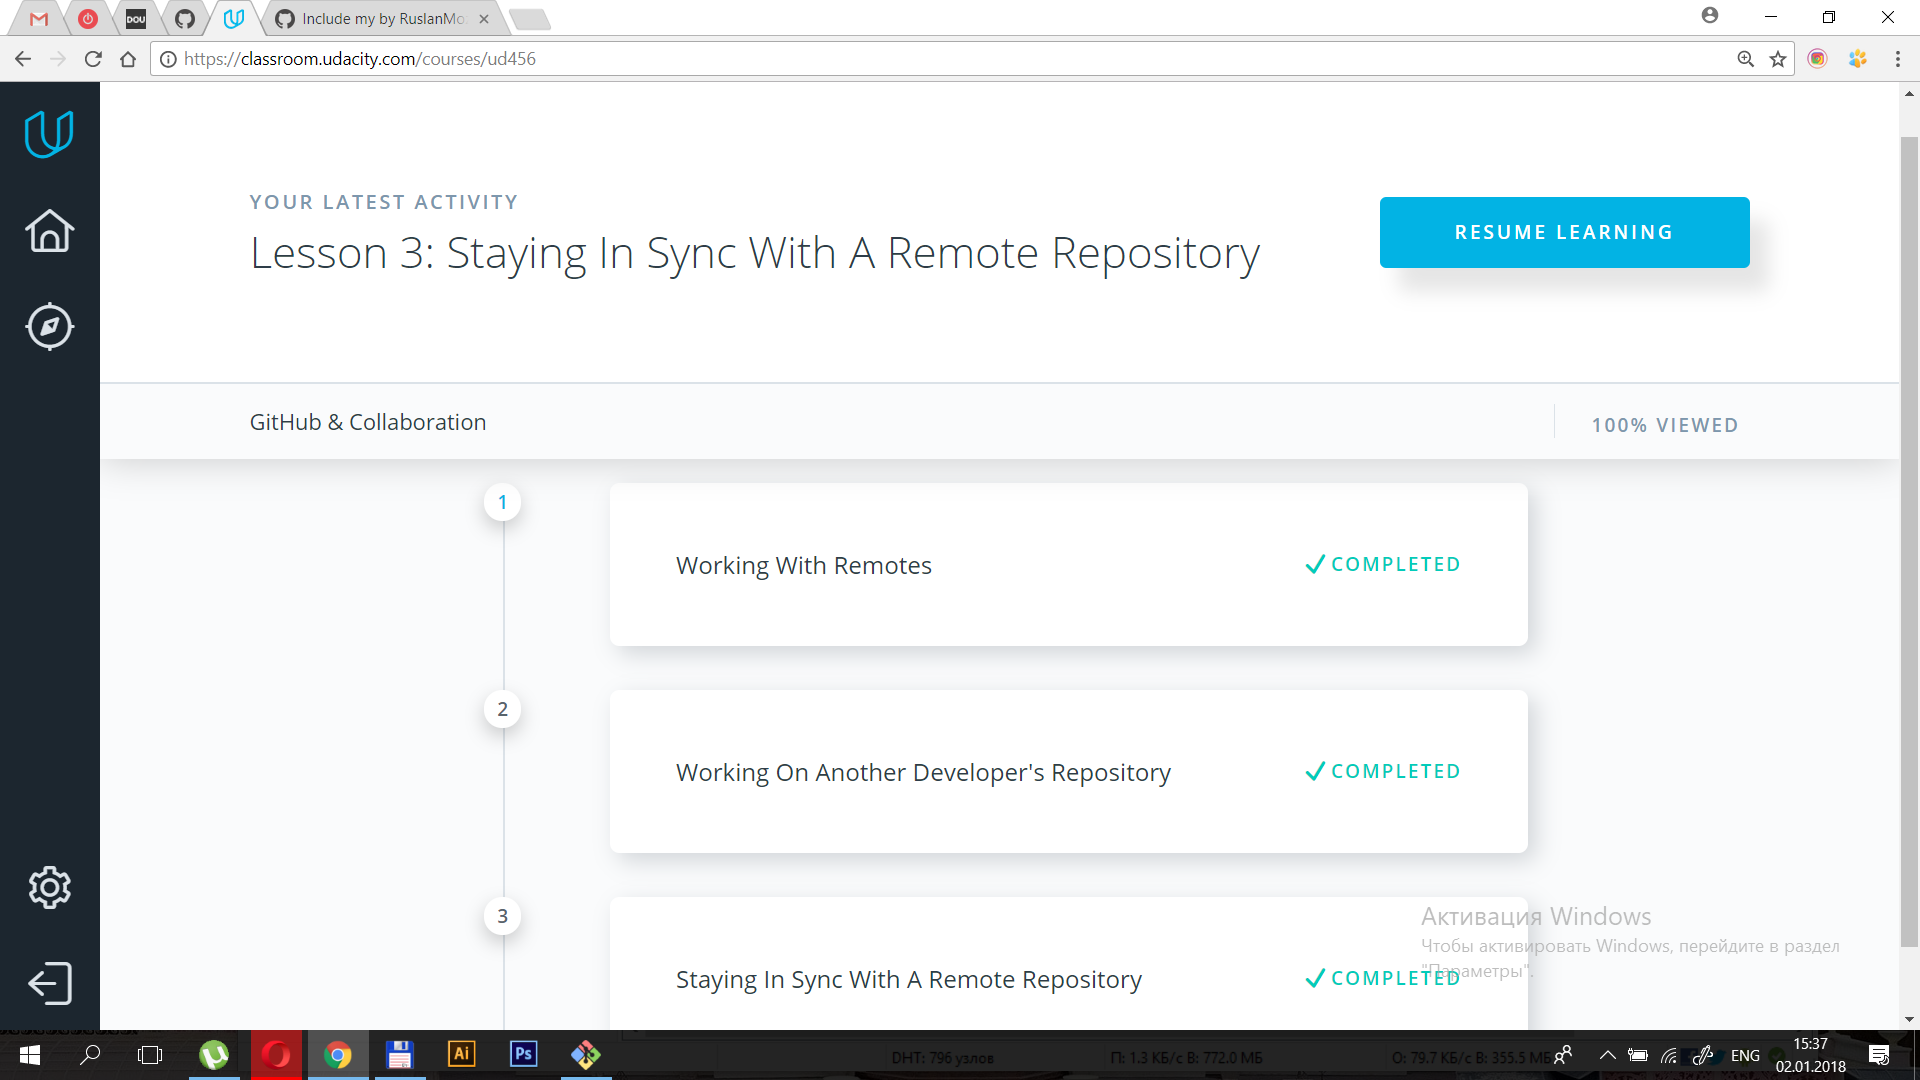 DOU
Include my by RuslanMo
https://classroom.udacity.com/courses/ud456
YOUR LATEST ACTIVITY
Lesson 3: Staying In Sync With A Remote Repository
RESUME LEARNING
GitHub & Collaboration
100% VIEWED
1
Working With Remotes
COMPLETED
2
Working On Another Developer's Repository
COMPLETED
3
Staying In Sync With A Remote Repository
COMPLETED
Активация Windows
Чтобы активировать Windows, перейдите в раздел
"Параметры".
Ai
Ps
DHT: 796 узлов
П: 1.3 КБ/с В: 772.0 МБ
О: 79.7 КБ/с В: 355.5 МБ
ENG
15:37
02.01.2018